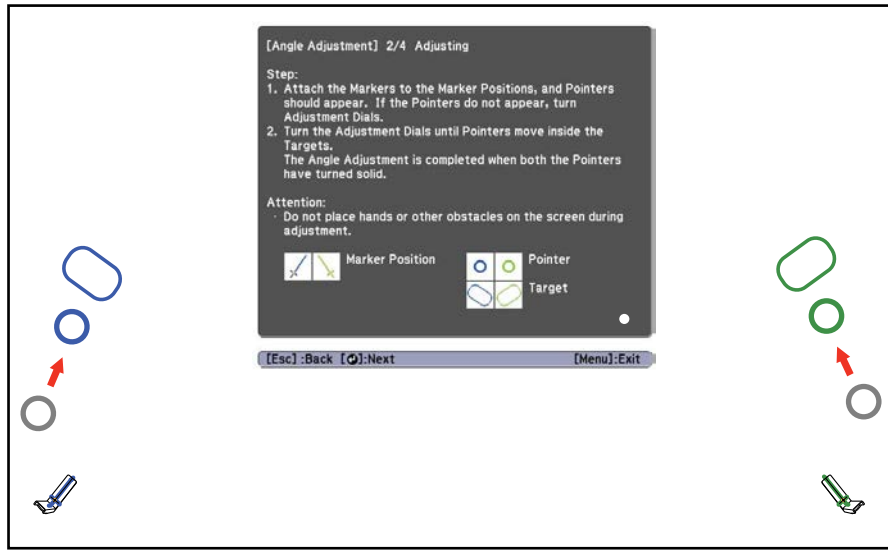 [Angle Adjustment] 2/4 Adjusting
Step:
1. Attach the Markers to the Marker Positions, and Pointers
should appear. If the Pointers do not appear, turn
Adjustment Dials.
2. Turn the Adjustment Dials until Pointers move inside the
Targets.
The Angle Adjustment is completed when both the Pointers
have turned solid.
Attention:
· Do not place hands or other obstacles on the screen during
adjustment.
Marker Position
Pointer
Target
[Esc] :Back [⏎]:Next [Menu]:Exit